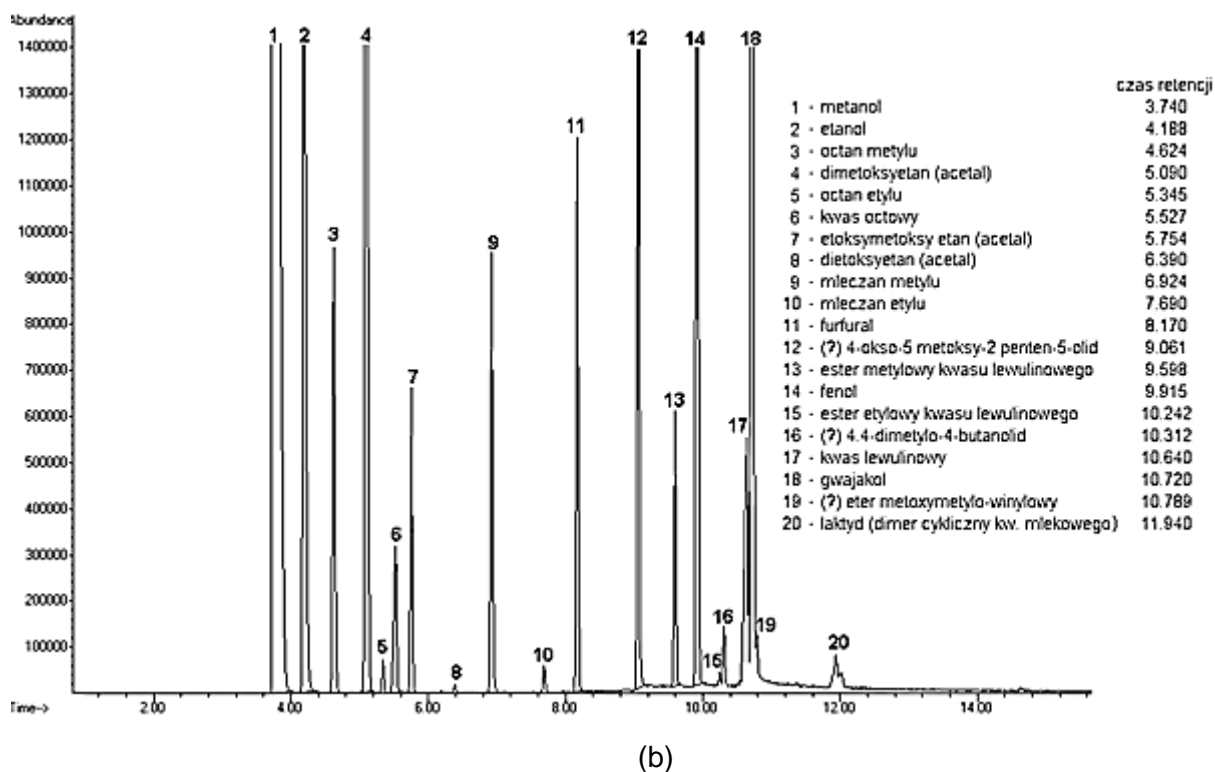 Abundance
1 2 4 12 14 18
1400000
1300000
1200000
11
1100000
1000000
3
9
900000
800000
700000
7
13
600000
17
500000
400000
6
300000
200000
16
100000
5 8 10 15 19 20
Time--> 2.00 4.00 6.00 8.00 10.00 12.00 14.00
czas retencji
1 - metanol 3.740
2 - etanol 4.188
3 - octan metylu 4.624
4 - dimetoksyetan (acetal) 5.090
5 - octan etylu 5.345
6 - kwas octowy 5.527
7 - etoksymetoksy etan (acetal) 5.754
8 - dietoksyetan (acetal) 6.390
9 - mleczan metylu 6.924
10 - mleczan etylu 7.690
11 - furfural 8.170
12 - (?) 4-okso-5 metoksy-2 penten-5-olid 9.061
13 - ester metylowy kwasu lewulinowego 9.598
14 - fenol 9.915
15 - ester etylowy kwasu lewulinowego 10.242
16 - (?) 4.4-dimetylo-4-butanolid 10.312
17 - kwas lewulinowy 10.640
18 - gwajakol 10.720
19 - (?) eter metoxymetylo-winylowy 10.789
20 - laktyd (dimer cykliczny kw. mlekowego) 11.940
(b)